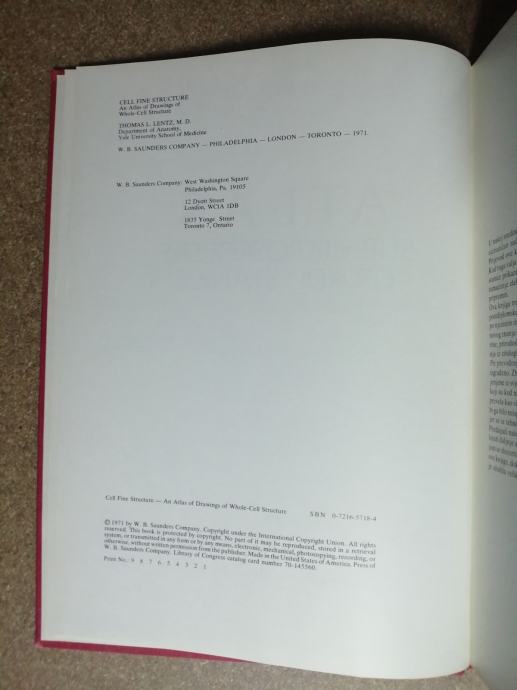 CELL FINE STRUCTURE
An Atlas of Drawings of
Whole-Cell Structure
THOMAS L. LENTZ, M. D.
Department of Anatomy,
Yale University School of Medicine
W. B. SAUNDERS COMPANY — PHILADELPHIA — LONDON — TORONTO — 1971.
W. B. Saunders Company: West Washington Square
Philadelphia, Pa. 19105
12 Dyott Street
London, WC1A 1DB
1835 Yonge Street
Toronto 7, Ontario
Cell Fine Structure — An Atlas of Drawings of Whole-Cell Structure SBN 0-7216-5718-4
© 1971 by W. B. Saunders Company. Copyright under the International Copyright Union. All rights
reserved. This book is protected by copyright. No part of it may be reproduced, stored in a retrieval
system, or transmitted in any form or by any means, electronic, mechanical, photocopying, recording, or
otherwise, without written permission from the publisher. Made in the United States of America. Press of
W. B. Saunders Company. Library of Congress catalog card number 70-145560.
Print No.: 9 8 7 6 5 4 3 2 1